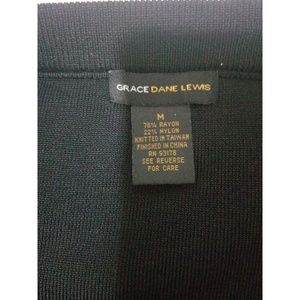 GRACE DANE LEWIS
M
78% RAYON
22% NYLON
KNITTED IN TAIWAN
FINISHED IN CHINA
RN 93178
SEE REVERSE
FOR CARE